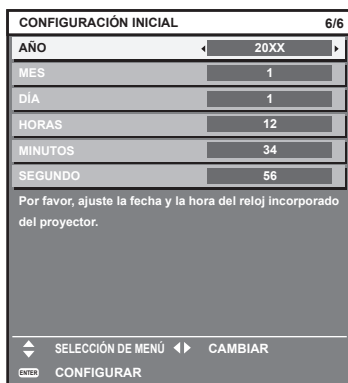 CONFIGURACIÓN INICIAL 6/6
AÑO 20XX
MES 1
DÍA 1
HORAS 12
MINUTOS 34
SEGUNDO 56
Por favor, ajuste la fecha y la hora del reloj incorporado
del proyector.
SELECCIÓN DE MENÚ CAMBIAR
ENTER CONFIGURAR